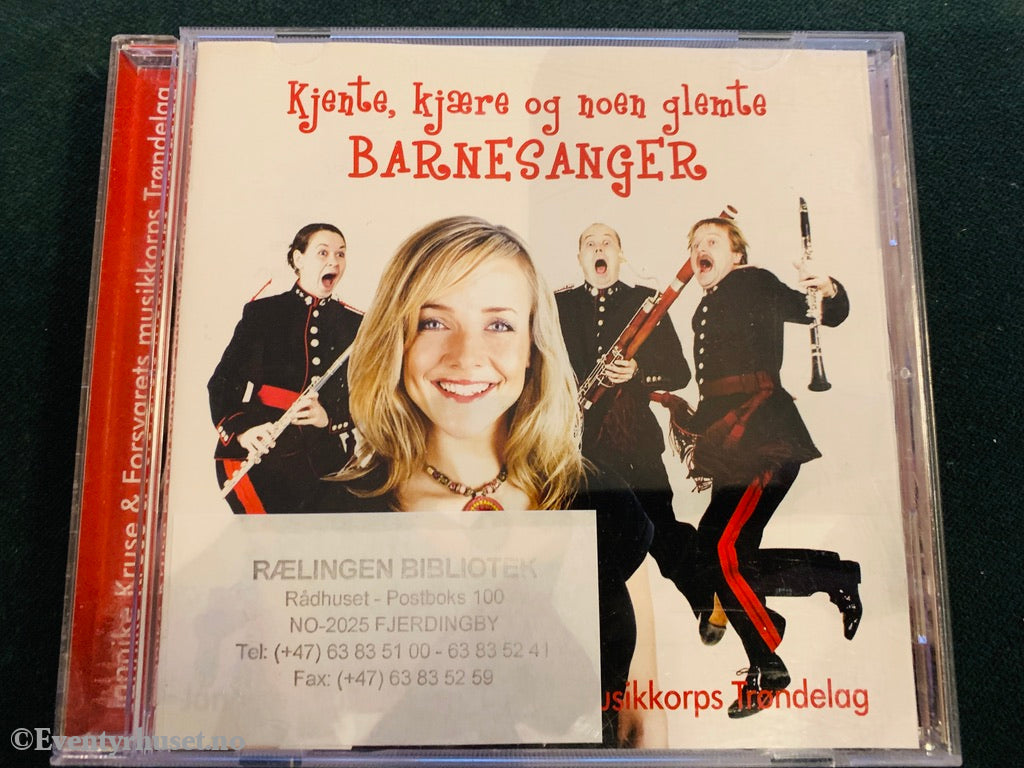 Kjente, kjære og noen glemte
BARNESANGER
Kruse & Forsvarets musikkorps Trøndelag
RÆLINGEN BIBLIOTEK
Rådhuset - Postboks 100
NO-2025 FJERDINGBY
Tel: (+47) 63 83 51 00 - 63 83 52 41
Fax: (+47) 63 83 52 59
musikkorps Trøndelag
©Eventyrhuset.no